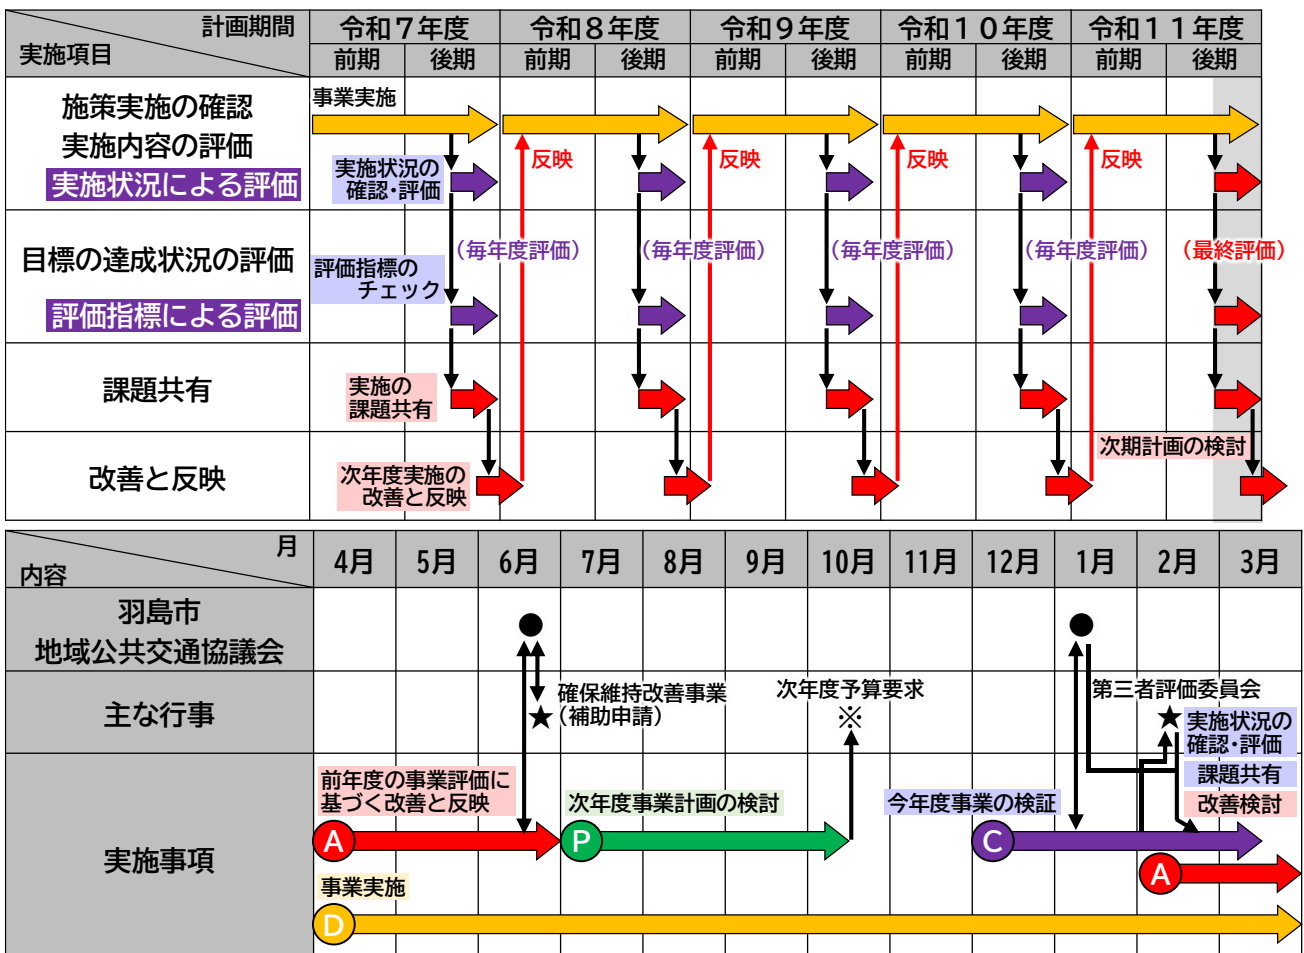 計画期間
実施項目
令和７年度
令和８年度
令和９年度
令和１０年度
令和１１年度
前期
後期
前期
後期
前期
後期
前期
後期
前期
後期
施策実施の確認
実施内容の評価
実施状況による評価
事業実施
実施状況の
確認・評価
反映
反映
反映
反映
目標の達成状況の評価
評価指標による評価
評価指標の
チェック
（毎年度評価）
（毎年度評価）
（毎年度評価）
（毎年度評価）
（最終評価）
課題共有
実施の
課題共有
改善と反映
次年度実施の
改善と反映
次期計画の検討
月
内容
4月
5月
6月
7月
8月
9月
10月
11月
12月
1月
2月
3月
羽島市
地域公共交通協議会
●
●
主な行事
確保維持改善事業
★（補助申請）
次年度予算要求
※
第三者評価委員会
★
実施状況の
確認・評価
課題共有
改善検討
実施事項
前年度の事業評価に
基づく改善と反映
A
次年度事業計画の検討
P
今年度事業の検証
C
A
事業実施
D